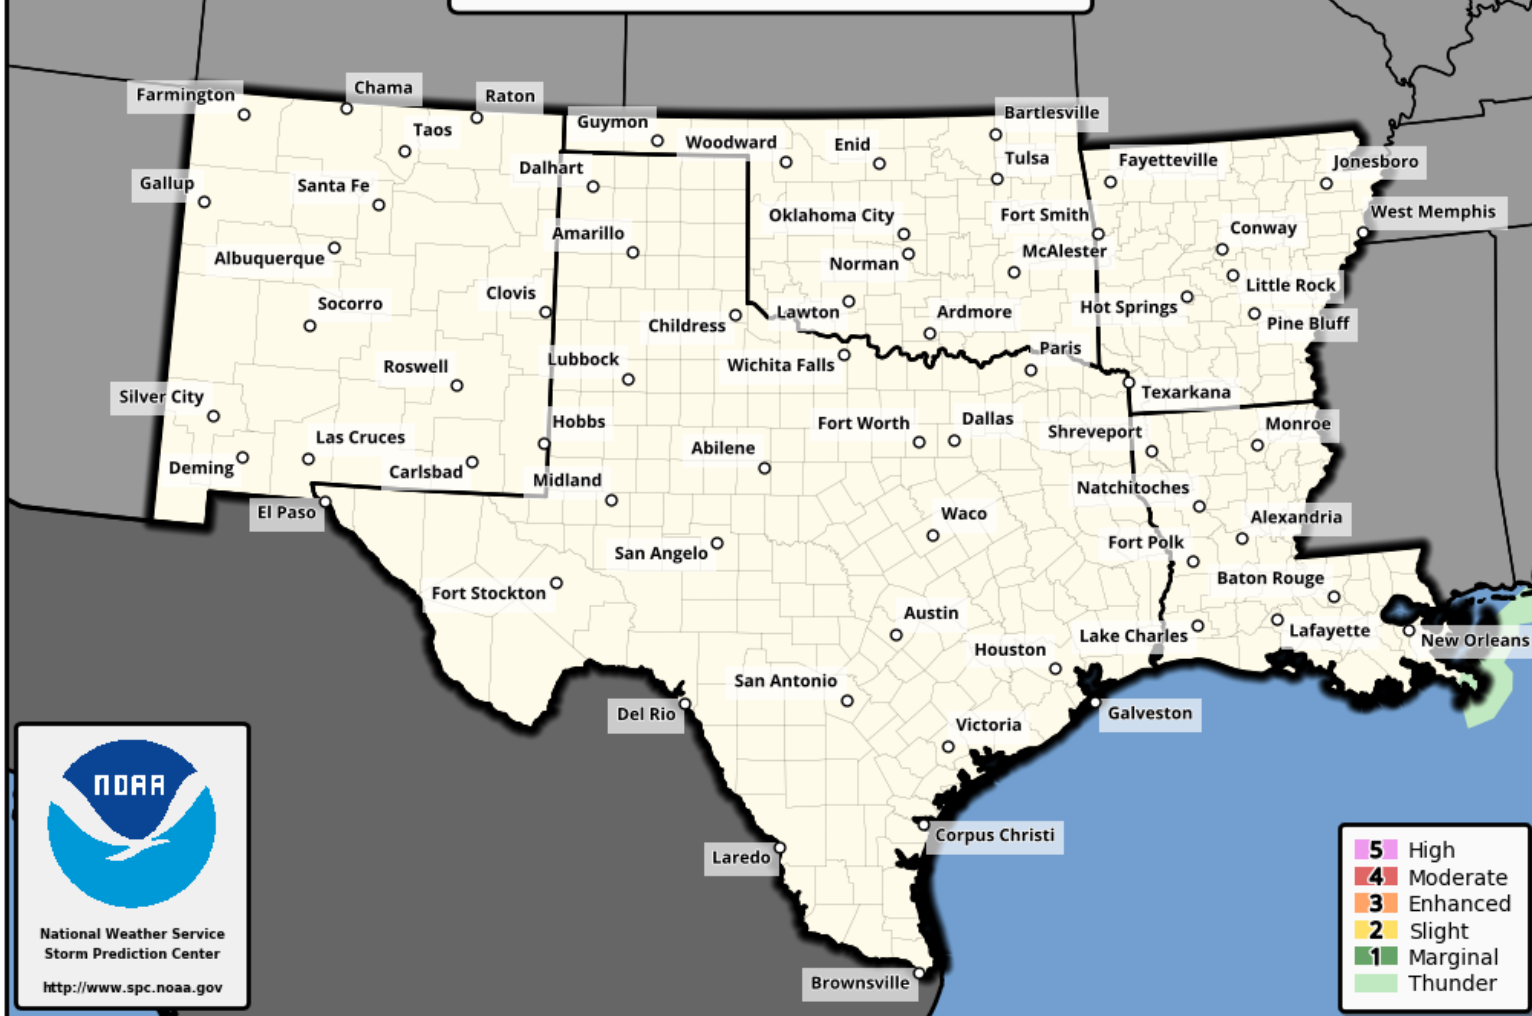 Farmington
Chama
Raton
Taos
Guymon
Woodward
Enid
Bartlesville
Tulsa
Fayetteville
Jonesboro
Dalhart
Gallup
Santa Fe
Oklahoma City
Fort Smith
West Memphis
Conway
Amarillo
McAlester
Albuquerque
Norman
Little Rock
Clovis
Socorro
Hot Springs
Lawton
Ardmore
Pine Bluff
Childress
Paris
Lubbock
Wichita Falls
Roswell
Texarkana
Silver City
Hobbs
Fort Worth
Dallas
Monroe
Shreveport
Las Cruces
Abilene
Deming
Carlsbad
Midland
Natchitoches
El Paso
Waco
Alexandria
San Angelo
Fort Polk
Baton Rouge
Fort Stockton
Austin
Lake Charles
Lafayette
New Orleans
Houston
San Antonio
Del Rio
Galveston
Victoria
Corpus Christi
Laredo
Brownsville
NOAA
National Weather Service
Storm Prediction Center
http://www.spc.noaa.gov
5 High
4 Moderate
3 Enhanced
2 Slight
1 Marginal
Thunder